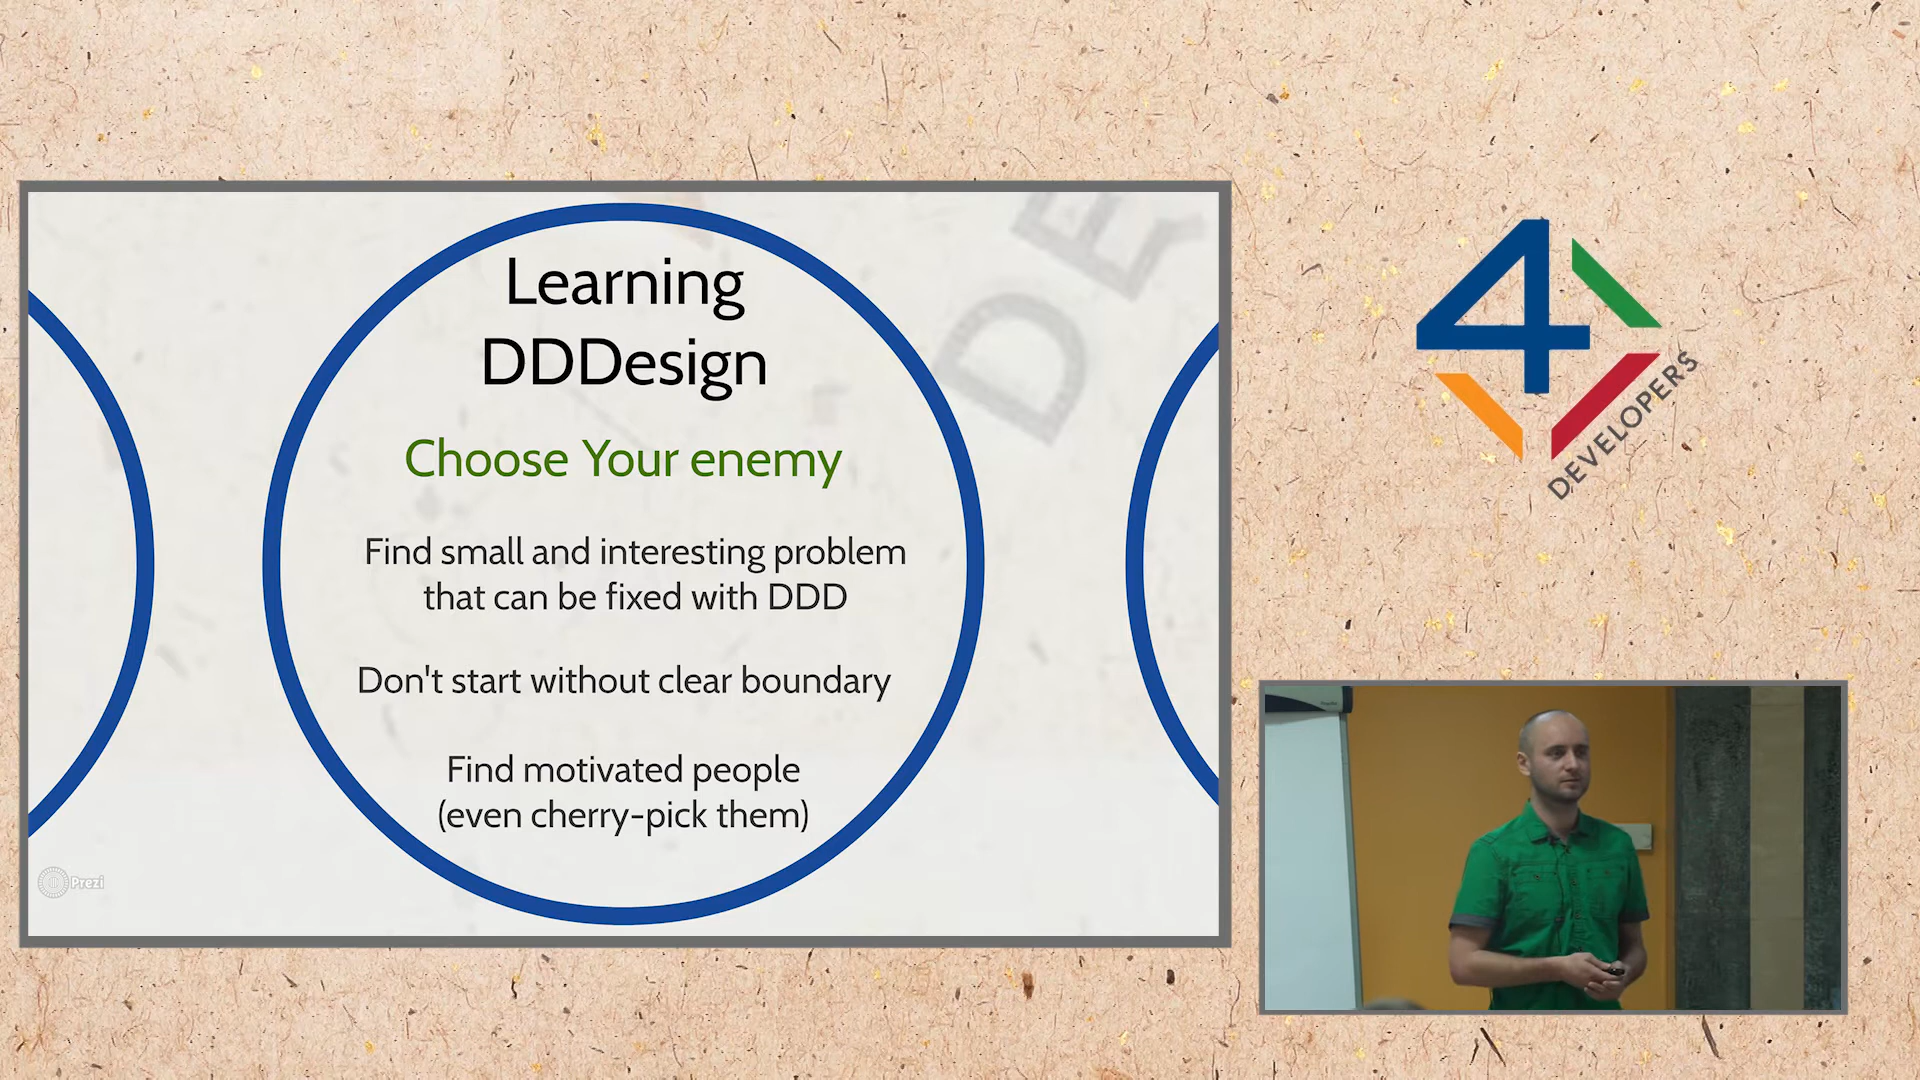 Learning
DDDesign
Choose Your enemy
Find small and interesting problem
that can be fixed with DDD
Don't start without clear boundary
Find motivated people
(even cherry-pick them)
DE
Prezi
4
DEVELOPERS